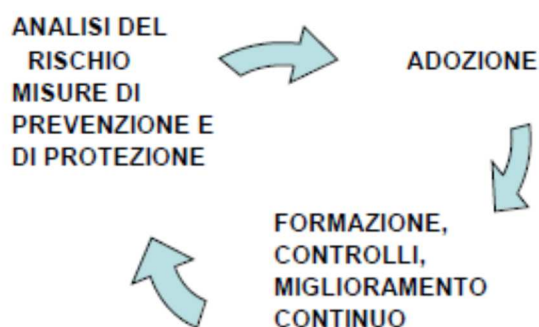 ANALISI DEL
RISCHIO
MISURE DI
PREVENZIONE E
DI PROTEZIONE
ADOZIONE
FORMAZIONE,
CONTROLLI,
MIGLIORAMENTO
CONTINUO